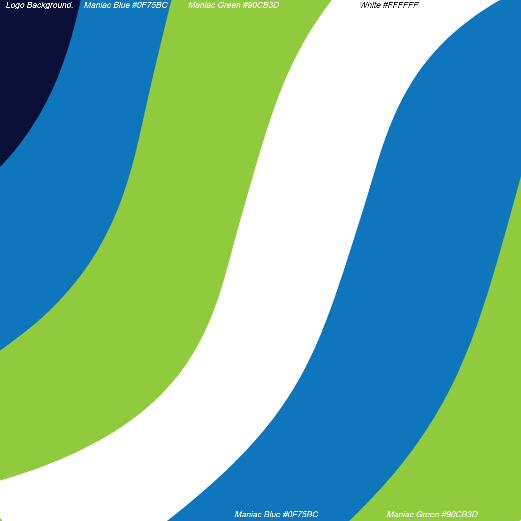 Logo Background.
Maniac Blue #0F75BC
Maniac Green #90CB3D
White #FFFFFF
Maniac Blue #0F75BC
Maniac Green #90CB3D